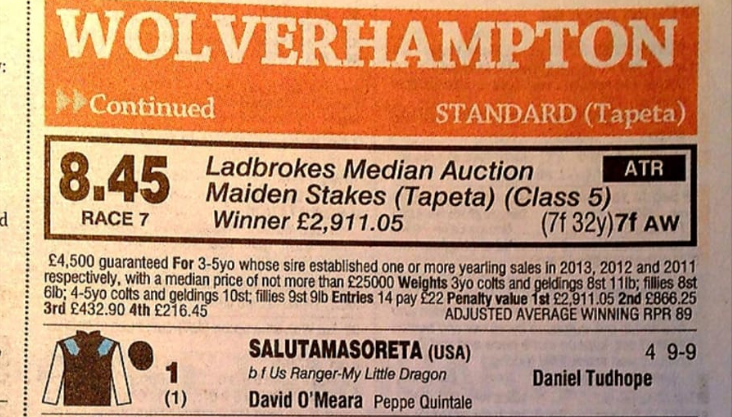 WOLVERHAMPTON
Continued STANDARD (Tapeta)
8.45 Ladbrokes Median Auction ATR
Maiden Stakes (Tapeta) (Class 5)
RACE 7 Winner £2,911.05 (7f 32y) 7f AW
£4,500 guaranteed For 3-5yo whose sire established one or more yearling sales in 2013, 2012 and 2011
respectively, with a median price of not more than £25000 Weights 3yo colts and geldings 8st 11lb; fillies 8st
6lb; 4-5yo colts and geldings 10st; fillies 9st 9lb Entries 14 pay £22 Penalty value 1st £2,911.05 2nd £866.25
3rd £432.90 4th £216.45 ADJUSTED AVERAGE WINNING RPR 89
SALUTAMASORETA (USA) 4 9-9
1 b f Us Ranger-My Little Dragon Daniel Tudhope
(1) David O'Meara Peppe Quintale